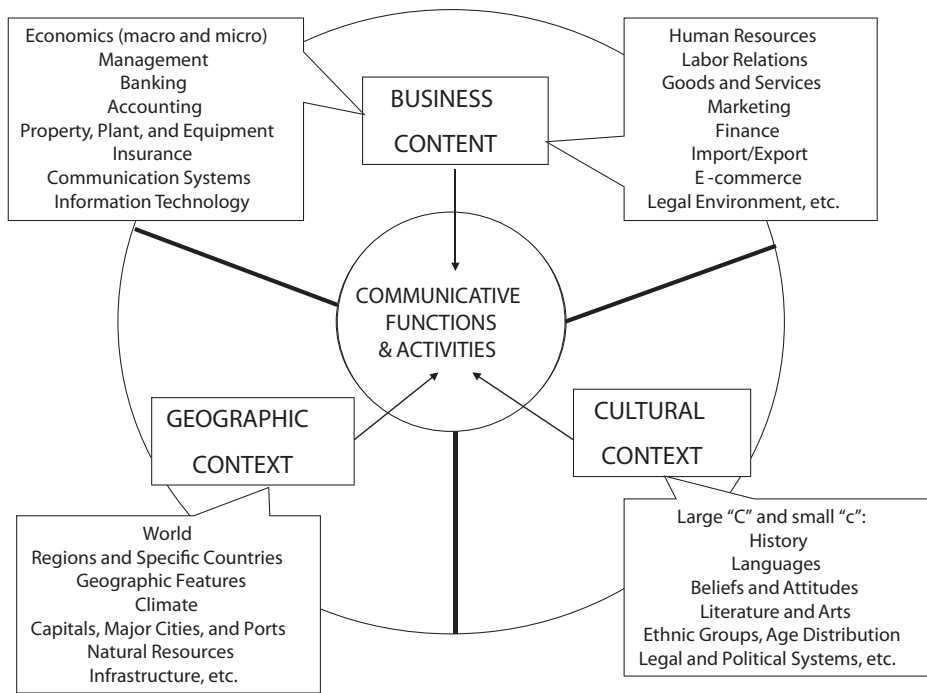 Economics (macro and micro)
Management
Banking
Accounting
Property, Plant, and Equipment
Insurance
Communication Systems
Information Technology
BUSINESS
CONTENT
Human Resources
Labor Relations
Goods and Services
Marketing
Finance
Import/Export
E-commerce
Legal Environment, etc.
COMMUNICATIVE
FUNCTIONS
& ACTIVITIES
GEOGRAPHIC
CONTEXT
World
Regions and Specific Countries
Geographic Features
Climate
Capitals, Major Cities, and Ports
Natural Resources
Infrastructure, etc.
CULTURAL
CONTEXT
Large “C” and small “c”:
History
Languages
Beliefs and Attitudes
Literature and Arts
Ethnic Groups, Age Distribution
Legal and Political Systems, etc.